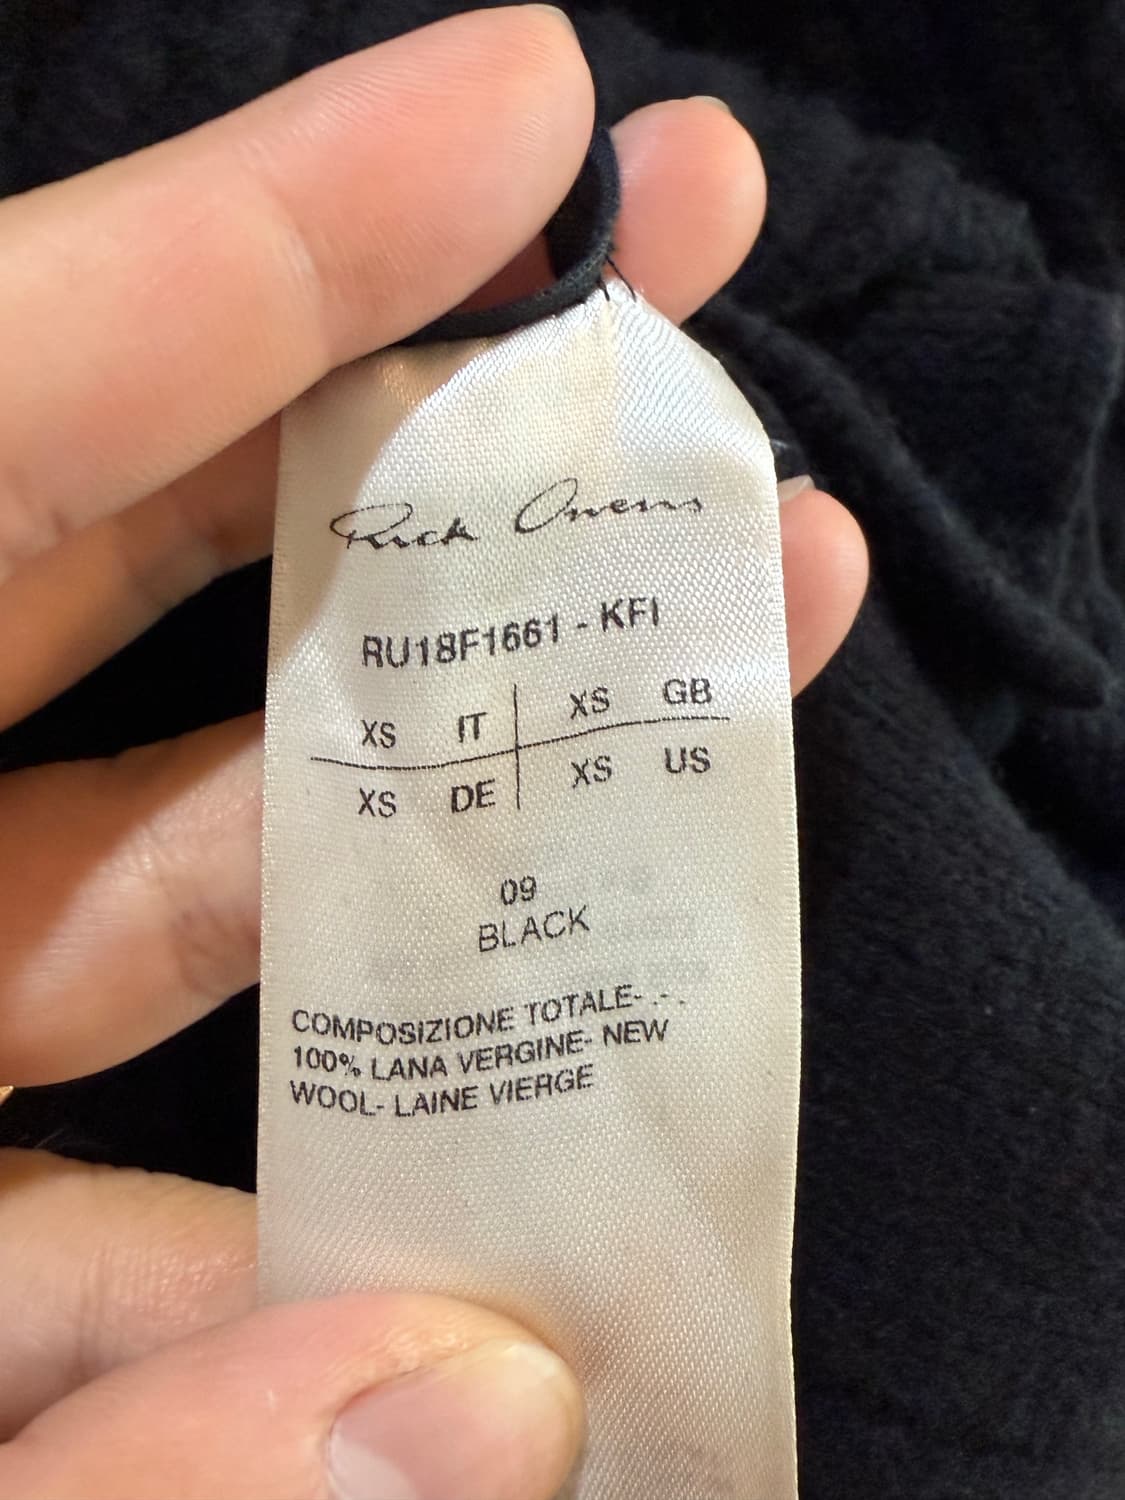 Rick Owens
RU18F1661 - KFI
XS IT XS GB
XS DE XS US
09
BLACK
COMPOSIZIONE TOTALE- .- .
100% LANA VERGINE- NEW
WOOL- LAINE VIERGE